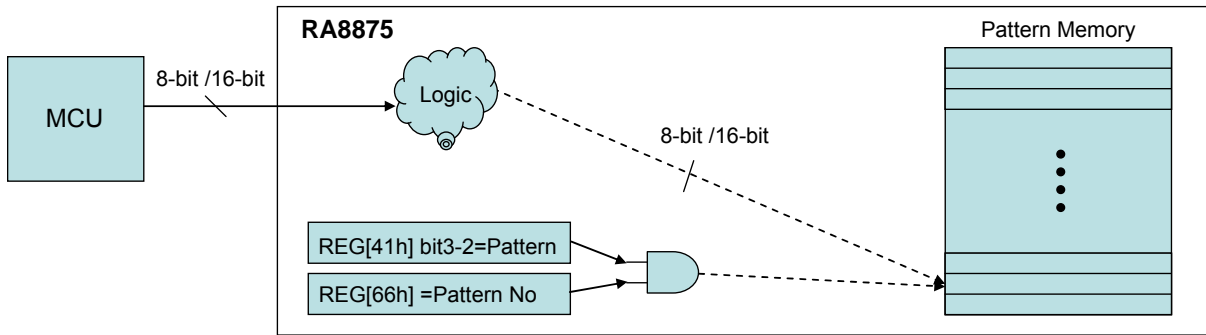 RA8875
Pattern Memory
8-bit /16-bit
MCU
Logic
8-bit /16-bit
REG[41h] bit3-2=Pattern
REG[66h] =Pattern No